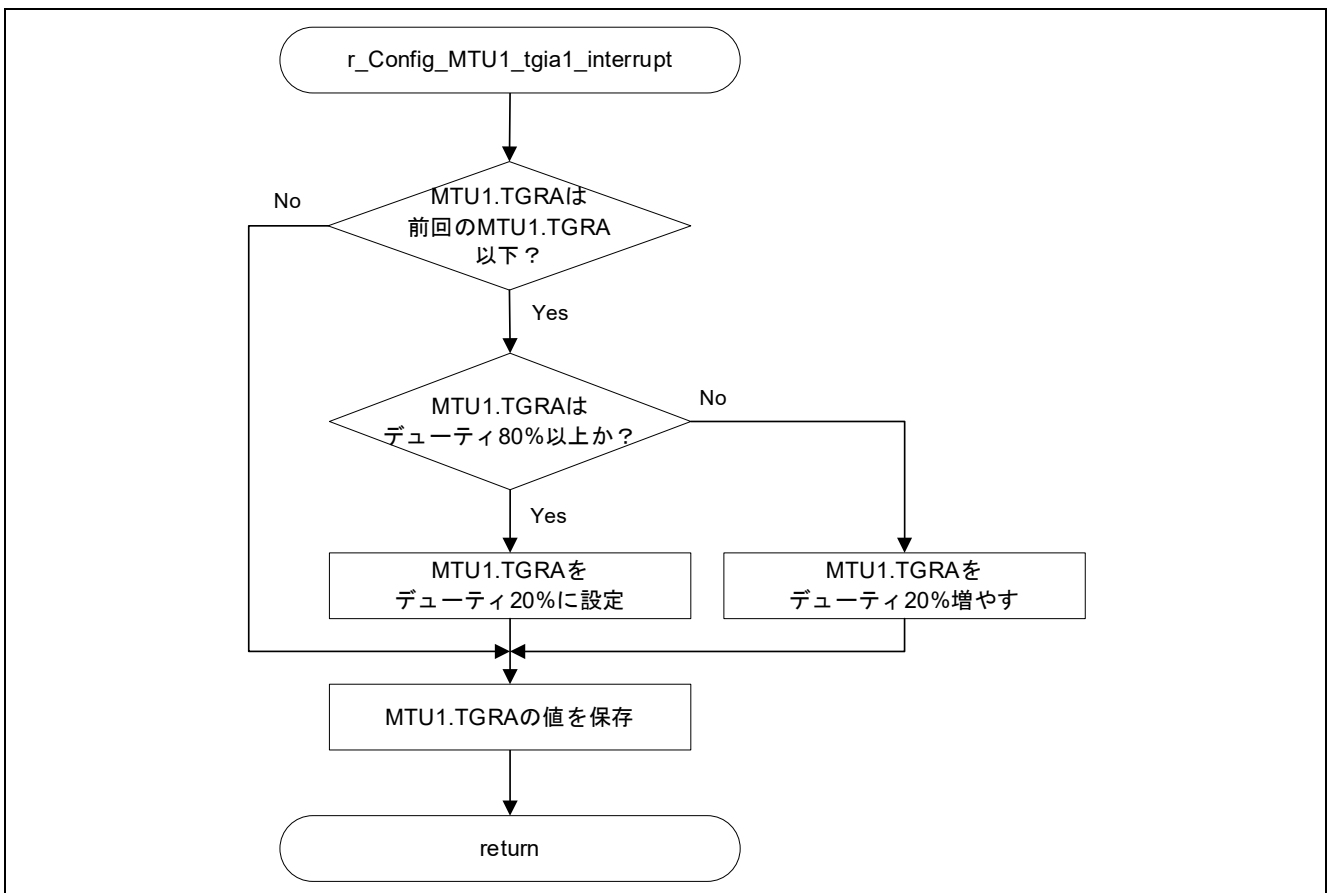 r_Config_MTU1_tgia1_interrupt
No
MTU1.TGRAは
前回のMTU1.TGRA
以下？
Yes
MTU1.TGRAは
デューティ80%以上か？
No
Yes
MTU1.TGRAを
デューティ20%に設定
MTU1.TGRAを
デューティ20%増やす
MTU1.TGRAの値を保存
return